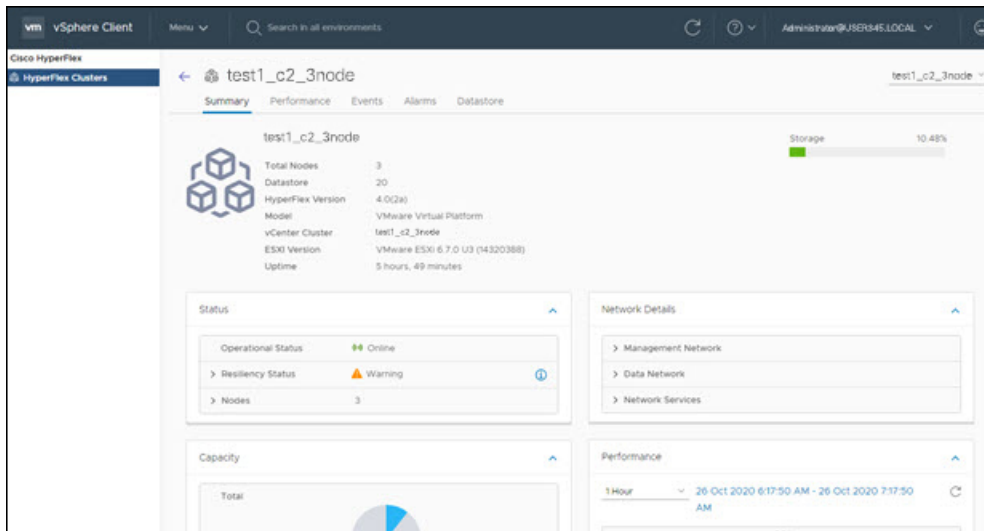 vm vSphere Client Menu Search in all environments Administrator@USER345.LOCAL
Cisco HyperFlex
HyperFlex Clusters
test1_c2_3node
test1_c2_3node
Summary Performance Events Alarms Datastore
test1_c2_3node
Storage 10.48%
Total Nodes 3
Datastore 20
HyperFlex Version 4.0(2a)
Model VMware Virtual Platform
vCenter Cluster test1_c2_3node
ESXi Version VMware ESXi 6.7.0 U3 (14320388)
Uptime 5 hours, 49 minutes
Status
Operational Status Online
Resiliency Status Warning
Nodes 3
Network Details
Management Network
Data Network
Network Services
Capacity
Total
Performance
1 Hour 26 Oct 2020 6:17:50 AM - 26 Oct 2020 7:17:50
AM